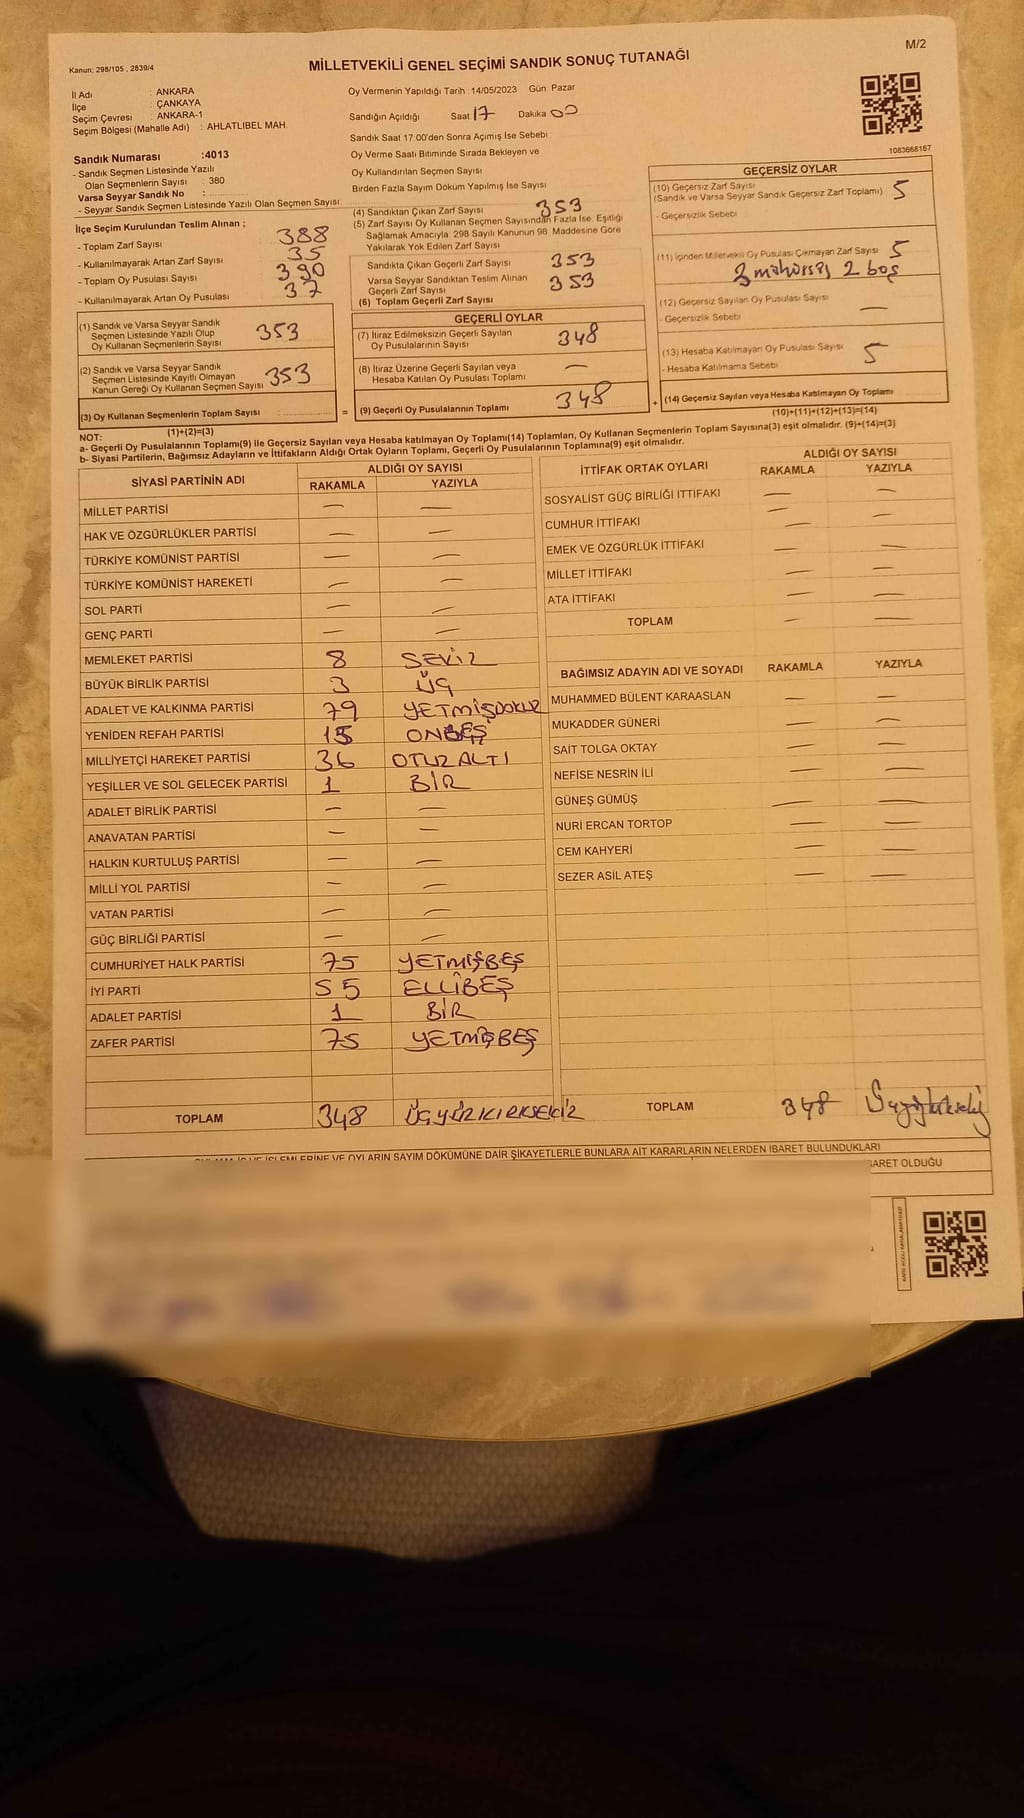 M/2
Kanun: 298/105 , 2839/4
MİLLETVEKİLİ GENEL SEÇİMİ SANDIK SONUÇ TUTANAĞI
İl Adı : ANKARA
İlçe : ÇANKAYA
Seçim Çevresi : ANKARA-1
Seçim Bölgesi (Mahalle Adı) : AHLATLIBEL MAH.
Sandık Numarası :4013
- Sandık Seçmen Listesinde Yazılı
Olan Seçmenlerin Sayısı : 380
Varsa Seyyar Sandık No :
- Seyyar Sandık Seçmen Listesinde Yazılı Olan Seçmen Sayısı:
İlçe Seçim Kurulundan Teslim Alınan ;
- Toplam Zarf Sayısı 388
- Kullanılmayarak Artan Zarf Sayısı 35
- Toplam Oy Pusulası Sayısı 390
- Kullanılmayarak Artan Oy Pusulası 37
(1) Sandık ve Varsa Seyyar Sandık
Seçmen Listesinde Yazılı Olup
Oy Kullanan Seçmenlerin Sayısı 353
(2) Sandık ve Varsa Seyyar Sandık
Seçmen Listesinde Kayıtlı Olmayan
Kanun Gereği Oy Kullanan Seçmen Sayısı 353
(3) Oy Kullanan Seçmenlerin Toplam Sayısı :
(1)+(2)=(3)
Oy Vermenin Yapıldığı Tarih :14/05/2023 Gün: Pazar
Sandığın Açıldığı Saat 17 Dakika 00
Sandık Saat 17:00'den Sonra Açımış İse Sebebi
Oy Verme Saati Bitiminde Sırada Bekleyen ve
Oy Kullandırılan Seçmen Sayısı
Birden Fazla Sayım Döküm Yapılmış İse Sayısı
(4) Sandıktan Çıkan Zarf Sayısı 353
(5) Zarf Sayısı Oy Kullanan Seçmen Sayısından Fazla İse, Eşitliği
Sağlamak Amacıyla, 298 Sayılı Kanunun 98. Maddesine Göre
Yakılarak Yok Edilen Zarf Sayısı
Sandıkta Çıkan Geçerli Zarf Sayısı 353
Varsa Seyyar Sandıktan Teslim Alınan
Geçerli Zarf Sayısı 353
(6) Toplam Geçerli Zarf Sayısı
GEÇERLİ OYLAR
(7) İtiraz Edilmeksizin Geçerli Sayılan
Oy Pusulalarının Sayısı 348
(8) İtiraz Üzerine Geçerli Sayılan veya
Hesaba Katılan Oy Pusulası Toplamı —
= (9) Geçerli Oy Pusulalarının Toplamı 348
1083668167
GEÇERSİZ OYLAR
(10) Geçersiz Zarf Sayısı
(Sandık ve Varsa Seyyar Sandık Geçersiz Zarf Toplamı) 5
- Geçersizlik Sebebi
(11) İçinden Milletvekili Oy Pusulası Çıkmayan Zarf Sayısı 5
3 mühürsüz 2 boş
(12) Geçersiz Sayılan Oy Pusulası Sayısı —
- Geçersizlik Sebebi
(13) Hesaba Katılmayan Oy Pusulası Sayısı 5
- Hesaba Katılmama Sebebi
+ (14) Geçersiz Sayılan veya Hesaba Katılmayan Oy Toplamı
(10)+(11)+(12)+(13)=(14)
NOT:
a- Geçerli Oy Pusulalarının Toplamı(9) ile Geçersiz Sayılan veya Hesaba katılmayan Oy Toplamı(14) Toplamları, Oy Kullanan Seçmenlerin Toplam Sayısına(3) eşit olmalıdır. (9)+(14)=(3)
b- Siyasi Partilerin, Bağımsız Adayların ve İttifakların Aldığı Ortak Oyların Toplamı, Geçerli Oy Pusulalarının Toplamına(9) eşit olmalıdır.
SİYASİ PARTİNİN ADI ALDIĞI OY SAYISI
RAKAMLA YAZIYLA
MİLLET PARTİSİ — —
HAK VE ÖZGÜRLÜKLER PARTİSİ — —
TÜRKİYE KOMÜNİST PARTİSİ — —
TÜRKİYE KOMÜNİST HAREKETİ — —
SOL PARTİ — —
GENÇ PARTİ — —
MEMLEKET PARTİSİ 8 SEKİZ
BÜYÜK BİRLİK PARTİSİ 3 ÜÇ
ADALET VE KALKINMA PARTİSİ 79 YETMİŞDOKUZ
YENİDEN REFAH PARTİSİ 15 ONBEŞ
MİLLİYETÇİ HAREKET PARTİSİ 36 OTUZALTI
YEŞİLLER VE SOL GELECEK PARTİSİ 1 BİR
ADALET BİRLİK PARTİSİ — —
ANAVATAN PARTİSİ — —
HALKIN KURTULUŞ PARTİSİ — —
MİLLİ YOL PARTİSİ — —
VATAN PARTİSİ — —
GÜÇ BİRLİĞİ PARTİSİ — —
CUMHURİYET HALK PARTİSİ 75 YETMİŞBEŞ
İYİ PARTİ 55 ELLİBEŞ
ADALET PARTİSİ 1 BİR
ZAFER PARTİSİ 75 YETMİŞBEŞ
TOPLAM 348 ÜÇYÜZKIRKSEKİZ
İTTİFAK ORTAK OYLARI ALDIĞI OY SAYISI
RAKAMLA YAZIYLA
SOSYALİST GÜÇ BİRLİĞİ İTTİFAKI — —
CUMHUR İTTİFAKI — —
EMEK VE ÖZGÜRLÜK İTTİFAKI — —
MİLLET İTTİFAKI — —
ATA İTTİFAKI — —
TOPLAM — —
BAĞIMSIZ ADAYIN ADI VE SOYADI RAKAMLA YAZIYLA
MUHAMMED BÜLENT KARAASLAN — —
MUKADDER GÜNERİ — —
SAİT TOLGA OKTAY — —
NEFİSE NESRİN İLİ — —
GÜNEŞ GÜMÜŞ — —
NURİ ERCAN TORTOP — —
CEM KAHYERİ — —
SEZER ASİL ATEŞ — —
TOPLAM 348 Üçyüzkırksekiz
İŞLEMLERİNE VE OYLARIN SAYIM DÖKÜMÜNE DAİR ŞİKAYETLERLE BUNLARA AİT KARARLARIN NELERDEN İBARET BULUNDUKLARI
BARET OLDUĞU